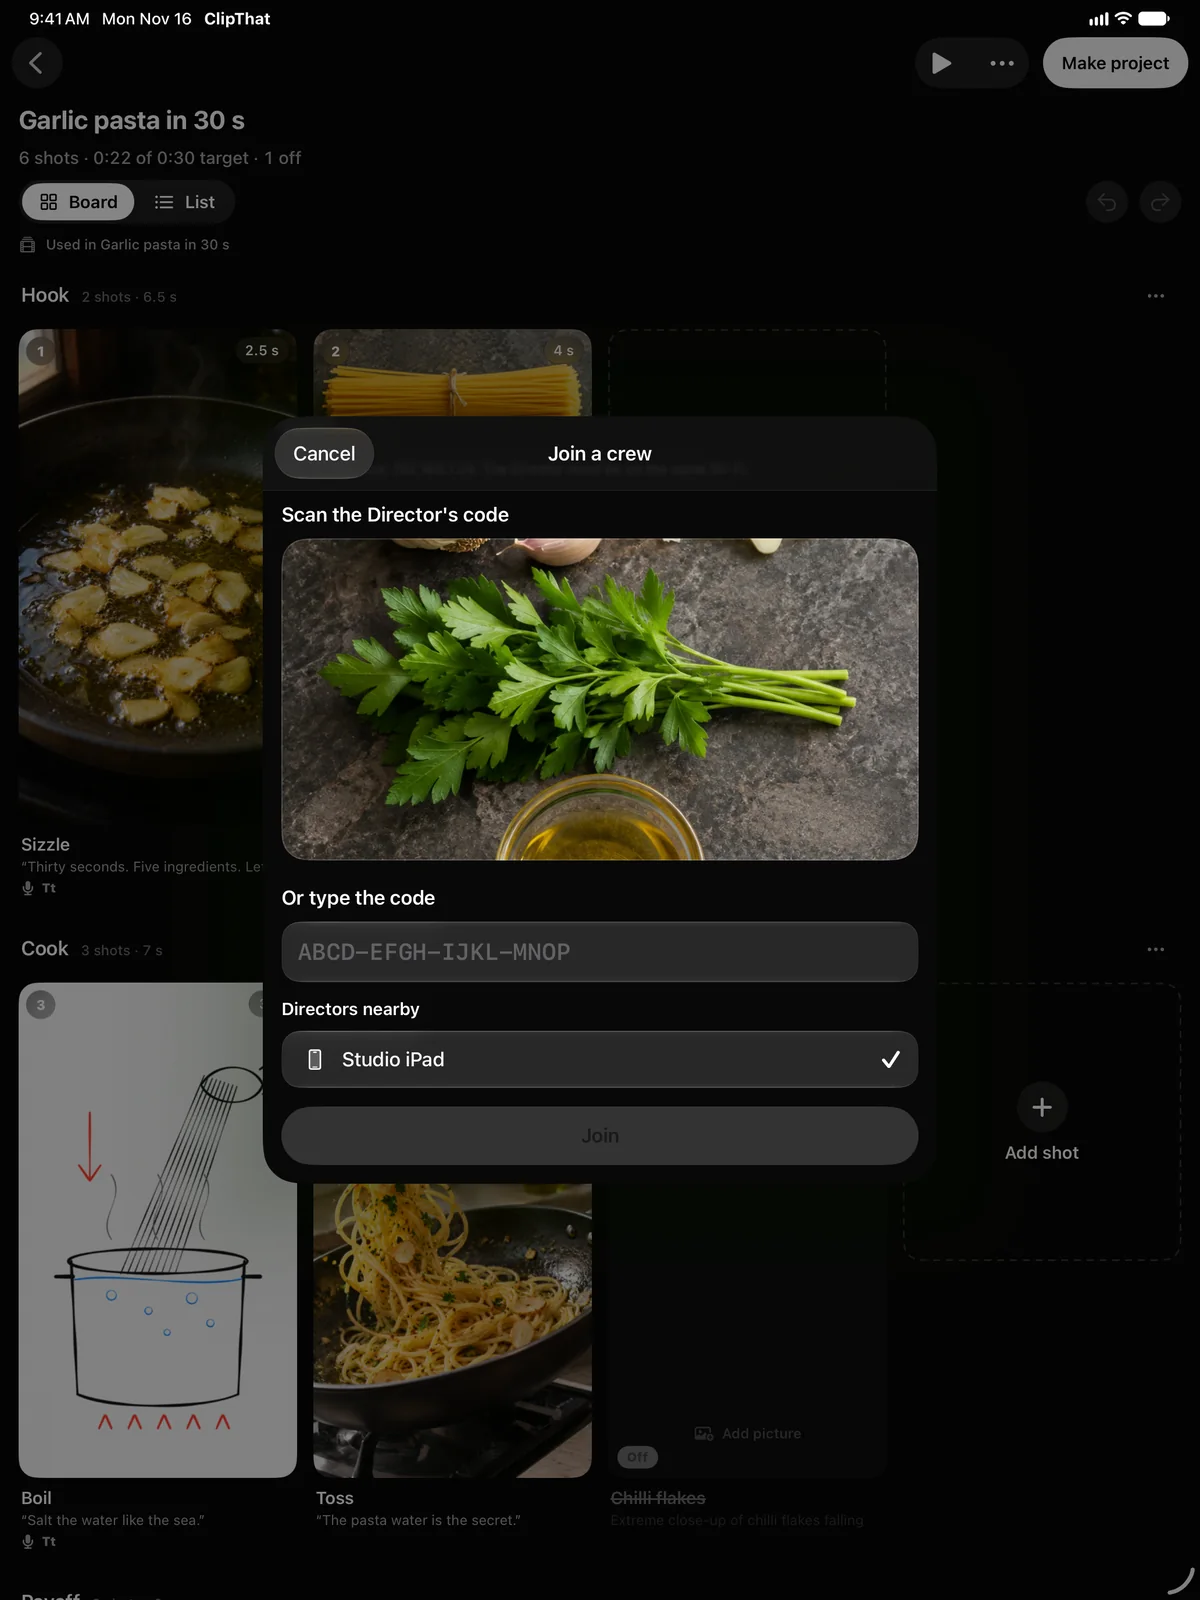 9:41 AM Mon Nov 16 ClipThat
Make project
Garlic pasta in 30 s
6 shots · 0:22 of 0:30 target · 1 off
Board
List
Used in Garlic pasta in 30 s
Hook 2 shots · 6.5 s
1
2.5 s
2
4 s
Cancel
Join a crew
Scan the Director's code
Or type the code
ABCD–EFGH–IJKL–MNOP
Directors nearby
Studio iPad
Join
Sizzle
“Thirty seconds. Five ingredients.
Tt
Cook 3 shots · 7 s
3
Add shot
Add picture
Off
Boil
“Salt the water like the sea.”
Tt
Toss
“The pasta water is the secret.”
Chilli flakes
Extreme close-up of chilli flakes falling